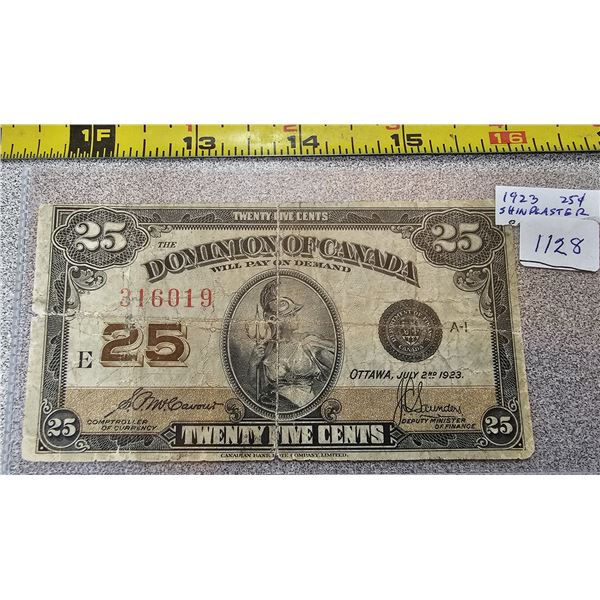 1F 13 14 15 16
1923 25¢
SHINPLASTER
1128
TWENTY FIVE CENTS
25 25
THE
DOMINION OF CANADA
WILL PAY ON DEMAND
316019
E 25
A-1
OTTAWA, JULY 2ND 1923.
COMPTROLLER
OF CURRENCY
Saunders
DEPUTY MINISTER
OF FINANCE
25 TWENTY FIVE CENTS 25
CANADIAN BANK NOTE COMPANY, LIMITED.